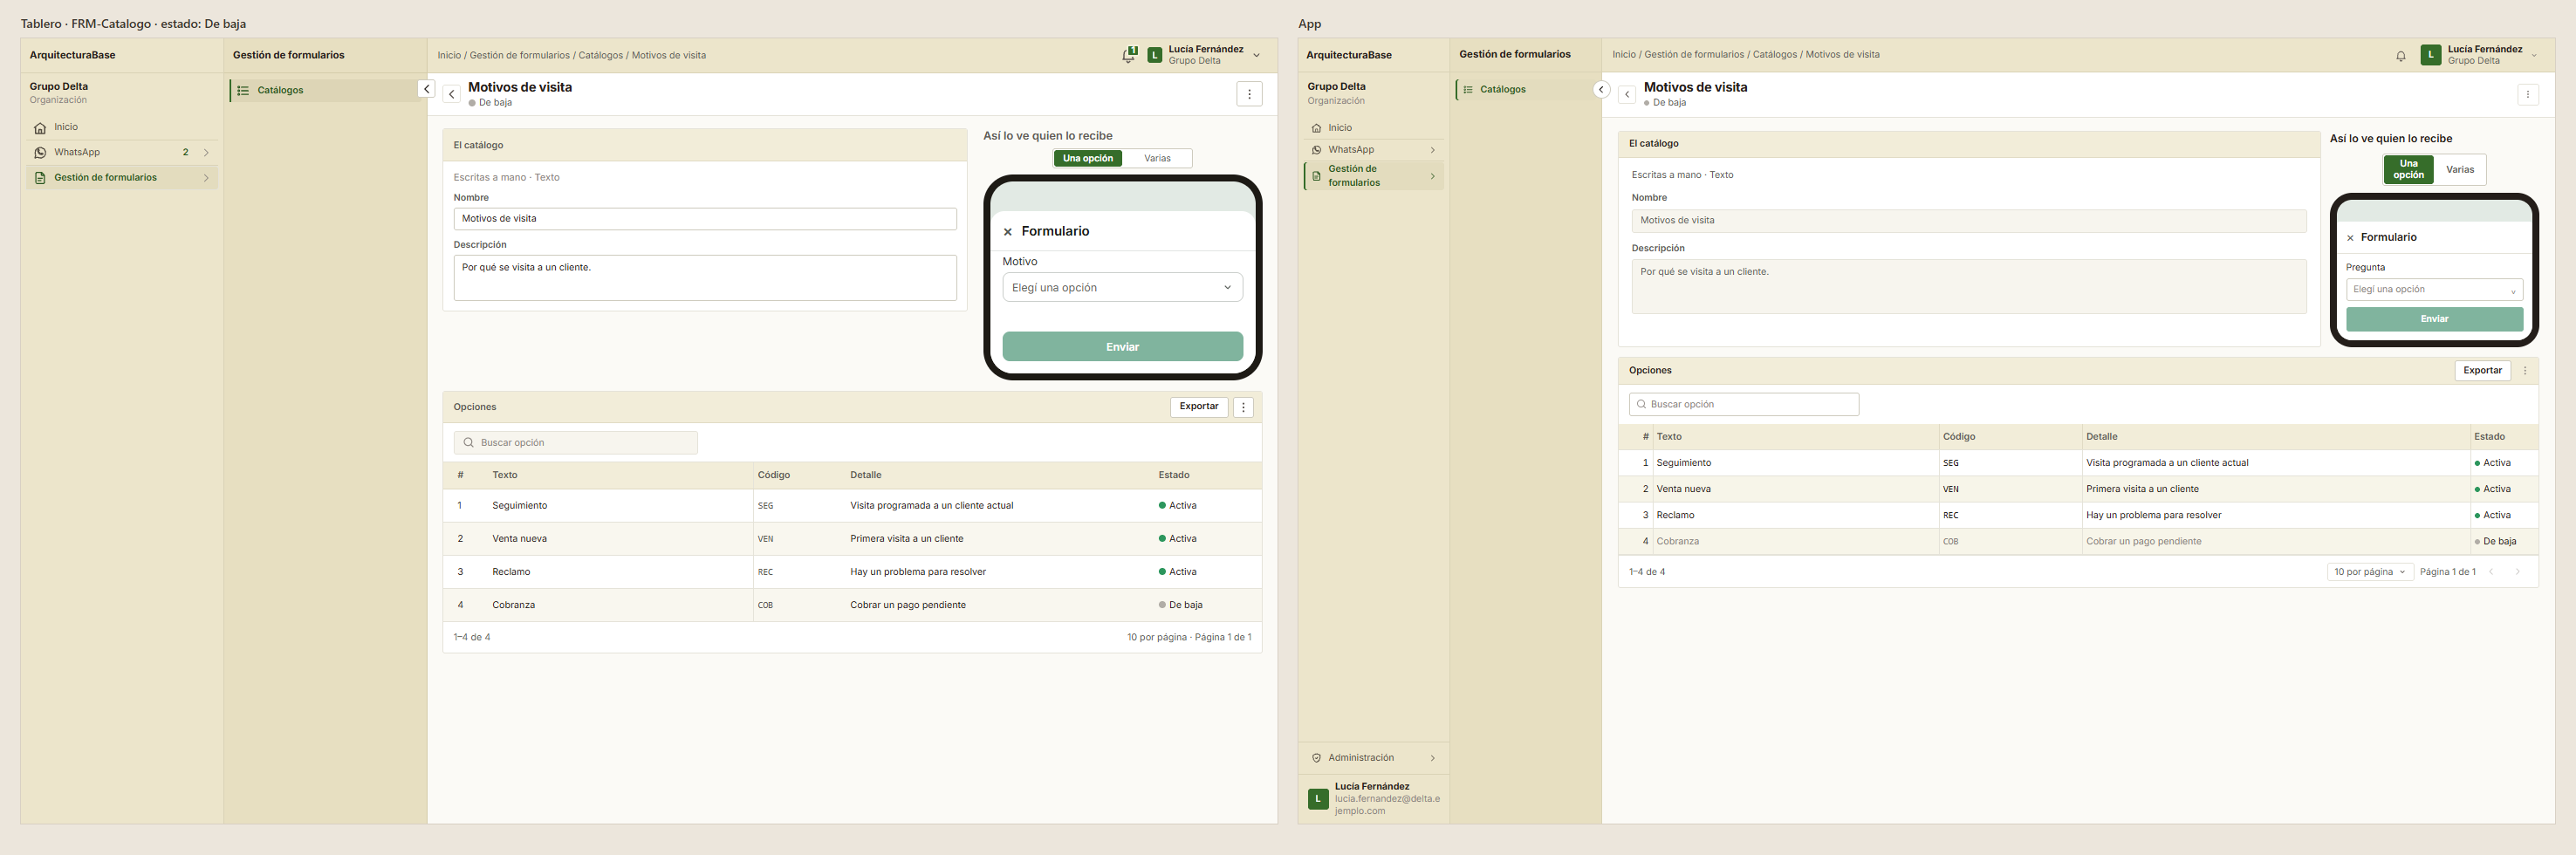 Tablero · FRM-Catalogo · estado: De baja
ArquitecturaBase
Gestión de formularios
Inicio / Gestión de formularios / Catálogos / Motivos de visita
1
L
Lucía Fernández
Grupo Delta
Grupo Delta
Organización
Inicio
WhatsApp
2
Gestión de formularios
Catálogos
Motivos de visita
De baja
El catálogo
Escritas a mano · Texto
Nombre
Motivos de visita
Descripción
Por qué se visita a un cliente.
Así lo ve quien lo recibe
Una opción
Varias
Formulario
Motivo
Elegí una opción
Enviar
Opciones
Exportar
Buscar opción
# Texto Código Detalle Estado
1 Seguimiento SEG Visita programada a un cliente actual Activa
2 Venta nueva VEN Primera visita a un cliente Activa
3 Reclamo REC Hay un problema para resolver Activa
4 Cobranza COB Cobrar un pago pendiente De baja
1–4 de 4
10 por página · Página 1 de 1
App
ArquitecturaBase
Gestión de formularios
Inicio / Gestión de formularios / Catálogos / Motivos de visita
L
Lucía Fernández
Grupo Delta
Grupo Delta
Organización
Inicio
WhatsApp
Gestión de
formularios
Catálogos
Motivos de visita
De baja
El catálogo
Escritas a mano · Texto
Nombre
Motivos de visita
Descripción
Por qué se visita a un cliente.
Así lo ve quien lo recibe
Una
opción
Varias
Formulario
Pregunta
Elegí una opción
Enviar
Opciones
Exportar
Buscar opción
# Texto Código Detalle Estado
1 Seguimiento SEG Visita programada a un cliente actual Activa
2 Venta nueva VEN Primera visita a un cliente Activa
3 Reclamo REC Hay un problema para resolver Activa
4 Cobranza COB Cobrar un pago pendiente De baja
1–4 de 4
10 por página
Página 1 de 1
Administración
L
Lucía Fernández
lucia.fernandez@delta.e
jemplo.com